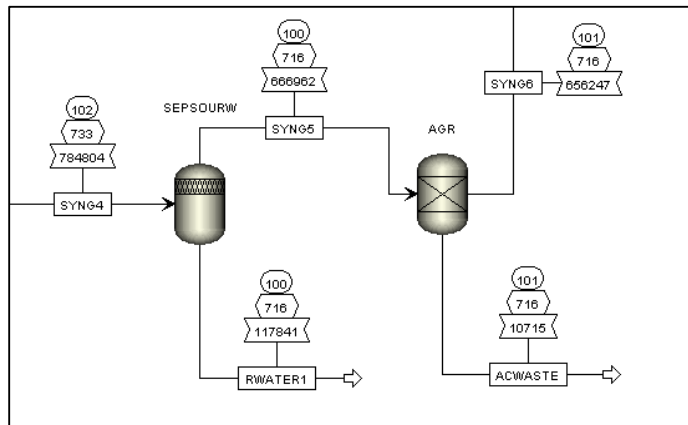 100
716
666962
SYNG5
101
716
656247
SYNG6
SEPSOURW
AGR
102
733
784804
SYNG4
100
716
117841
RWATER1
101
716
10715
ACWASTE